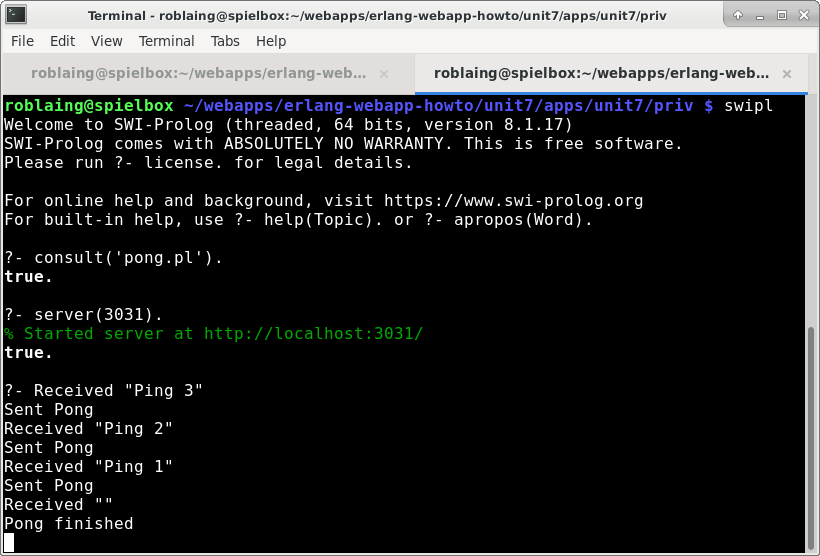 Terminal - roblaing@spielbox:~/webapps/erlang-webapp-howto/unit7/apps/unit7/priv
File Edit View Terminal Tabs Help
roblaing@spielbox:~/webapps/erlang-web... × roblaing@spielbox:~/webapps/erlang-web... ×
roblaing@spielbox ~/webapps/erlang-webapp-howto/unit7/apps/unit7/priv $ swipl
Welcome to SWI-Prolog (threaded, 64 bits, version 8.1.17)
SWI-Prolog comes with ABSOLUTELY NO WARRANTY. This is free software.
Please run ?- license. for legal details.
For online help and background, visit https://www.swi-prolog.org
For built-in help, use ?- help(Topic). or ?- apropos(Word).
?- consult('pong.pl').
true.
?- server(3031).
% Started server at http://localhost:3031/
true.
?- Received "Ping 3"
Sent Pong
Received "Ping 2"
Sent Pong
Received "Ping 1"
Sent Pong
Received ""
Pong finished